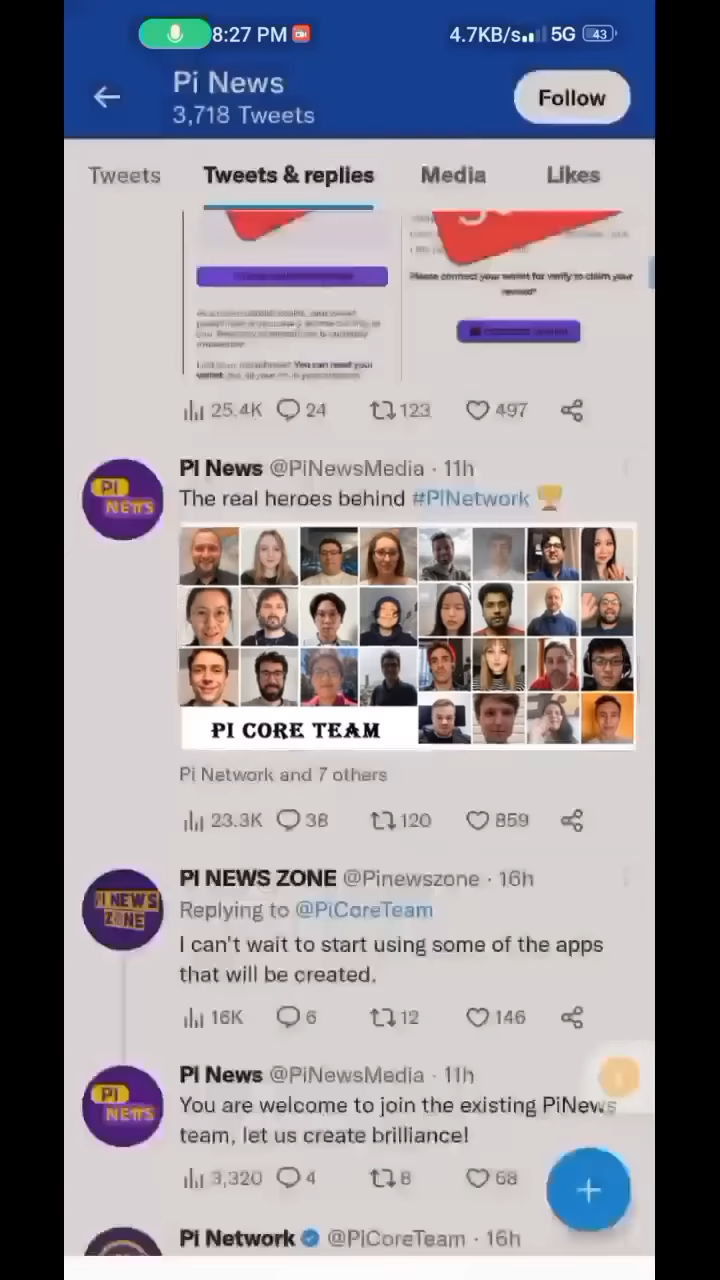 8:27 PM
4.7KB/s
5G
43
Pi News
3,718 Tweets
Follow
Tweets
Tweets & replies
Media
Likes
Please connect your wallet for verify to claim your
reward*
You can read your
wallet,
25.4K
24
123
497
PI
NEWS
Pi News @PiNewsMedia · 11h
The real heroes behind #PiNetwork 🏆
PI CORE TEAM
Pi Network and 7 others
23.3K
38
120
859
PI NEWS
ZONE
PI NEWS ZONE @Pinewszone · 16h
Replying to @PiCoreTeam
I can't wait to start using some of the apps
that will be created.
16K
6
12
146
PI
NEWS
Pi News @PiNewsMedia · 11h
You are welcome to join the existing PiNews
team, let us create brilliance!
3,320
4
8
68
Pi Network @PiCoreTeam · 16h